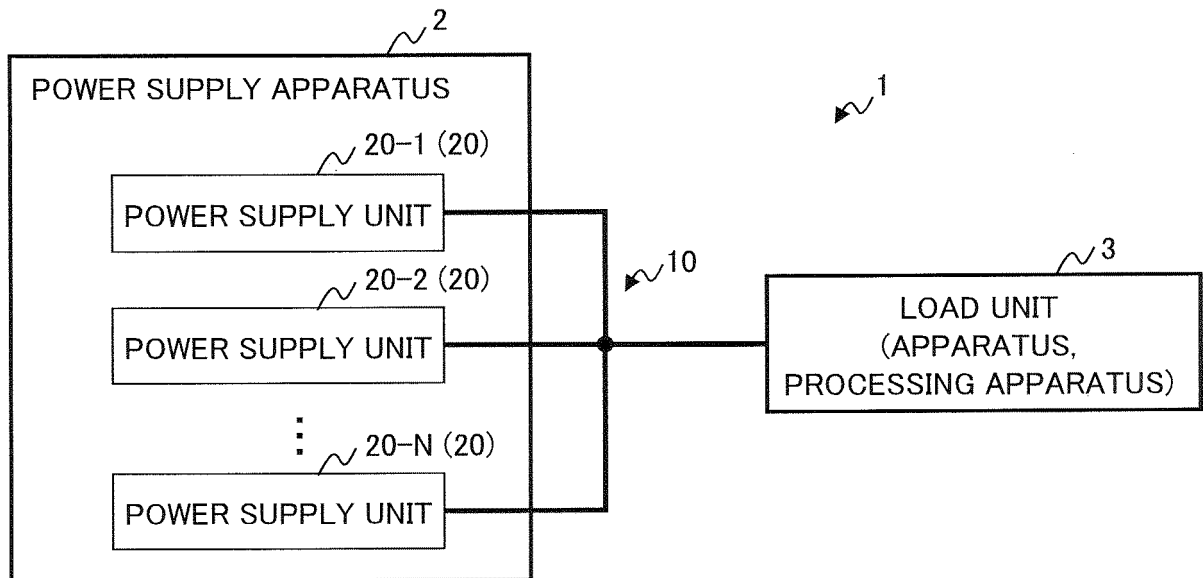 2
POWER SUPPLY APPARATUS
1
20-1 (20)
POWER SUPPLY UNIT
10
20-2 (20)
3
POWER SUPPLY UNIT
LOAD UNIT
(APPARATUS,
PROCESSING APPARATUS)
⋮
20-N (20)
POWER SUPPLY UNIT